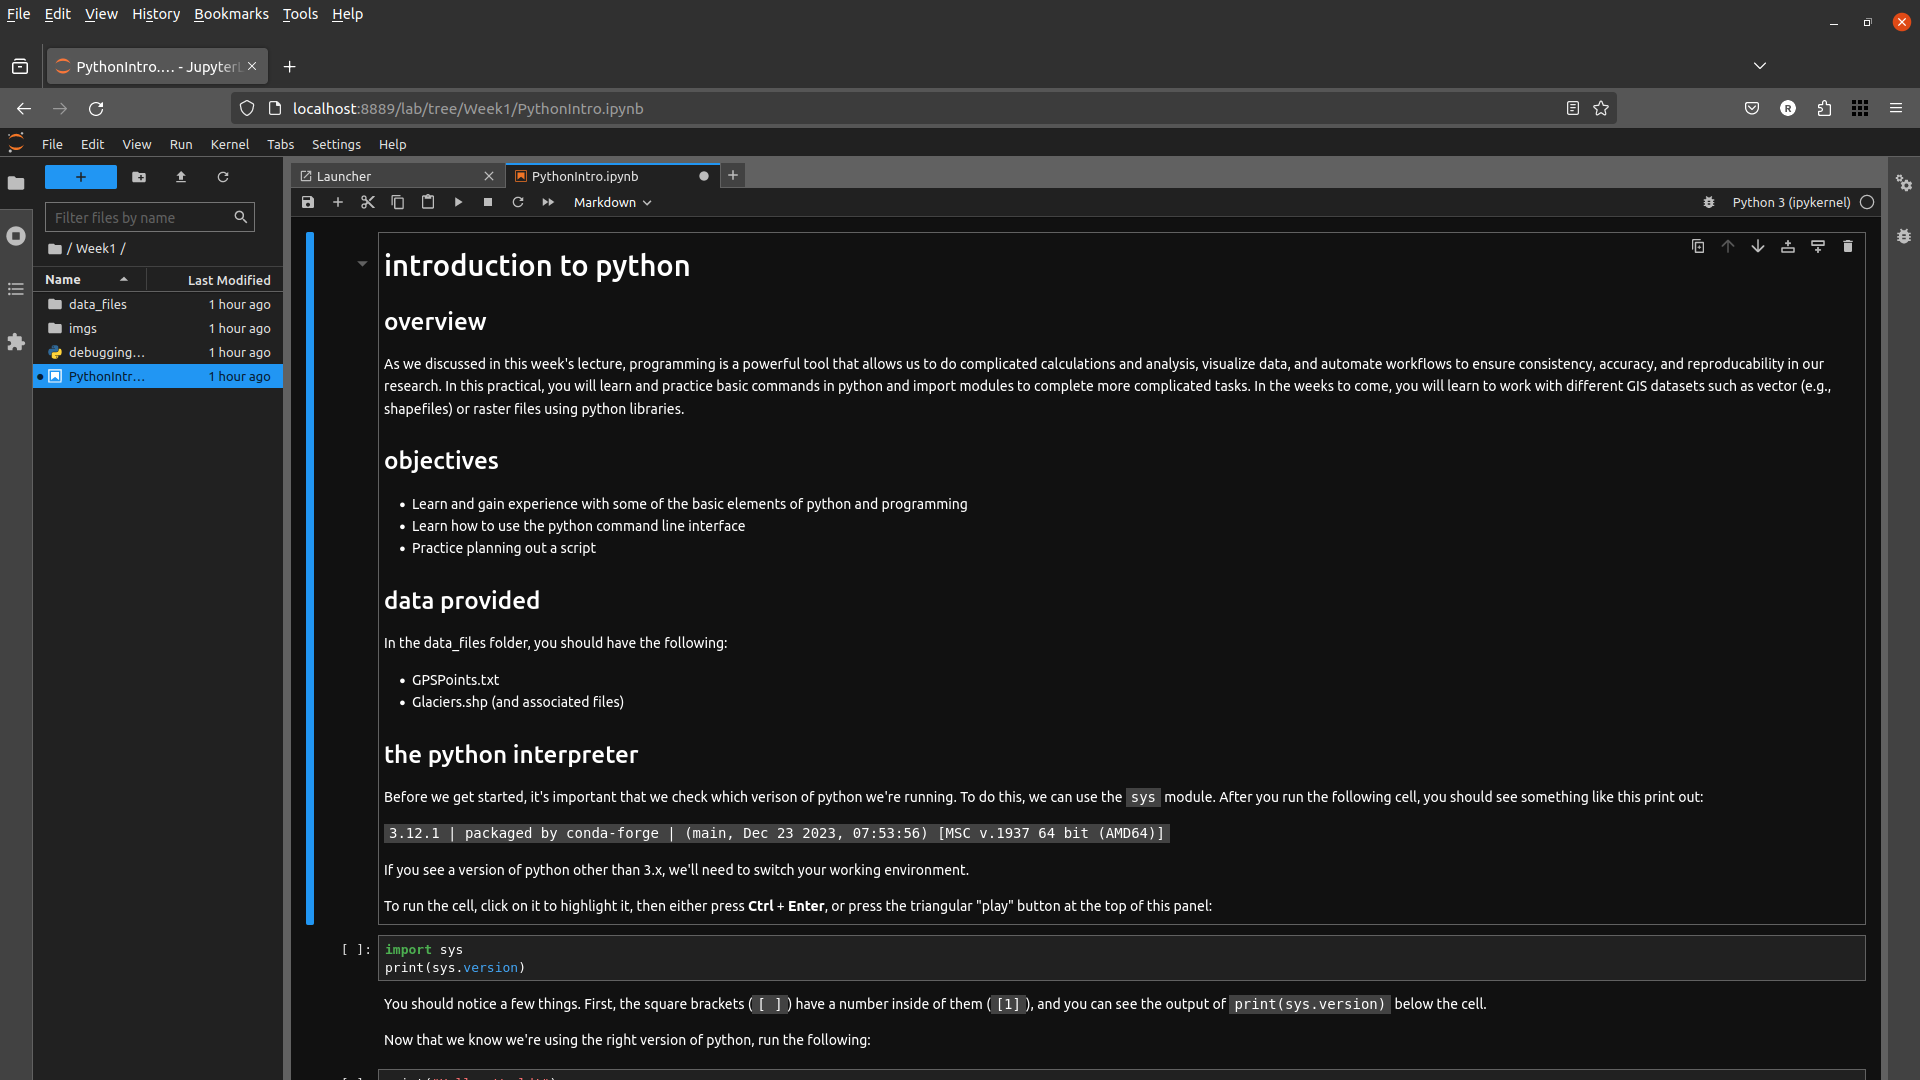 File Edit View History Bookmarks Tools Help
PythonIntro.... - JupyterL
localhost:8889/lab/tree/Week1/PythonIntro.ipynb
R
File Edit View Run Kernel Tabs Settings Help
Launcher
PythonIntro.ipynb
Filter files by name
Markdown
Python 3 (ipykernel)
/ Week1 /
Name Last Modified
data_files 1 hour ago
imgs 1 hour ago
debugging... 1 hour ago
PythonIntr... 1 hour ago
introduction to python
overview
As we discussed in this week's lecture, programming is a powerful tool that allows us to do complicated calculations and analysis, visualize data, and automate workflows to ensure consistency, accuracy, and reproducability in our
research. In this practical, you will learn and practice basic commands in python and import modules to complete more complicated tasks. In the weeks to come, you will learn to work with different GIS datasets such as vector (e.g.,
shapefiles) or raster files using python libraries.
objectives
• Learn and gain experience with some of the basic elements of python and programming
• Learn how to use the python command line interface
• Practice planning out a script
data provided
In the data_files folder, you should have the following:
• GPSPoints.txt
• Glaciers.shp (and associated files)
the python interpreter
Before we get started, it's important that we check which verison of python we're running. To do this, we can use the sys module. After you run the following cell, you should see something like this print out:
3.12.1 | packaged by conda-forge | (main, Dec 23 2023, 07:53:56) [MSC v.1937 64 bit (AMD64)]
If you see a version of python other than 3.x, we'll need to switch your working environment.
To run the cell, click on it to highlight it, then either press Ctrl + Enter, or press the triangular "play" button at the top of this panel:
[ ]: import sys
print(sys.version)
You should notice a few things. First, the square brackets ([ ]) have a number inside of them ([1]), and you can see the output of print(sys.version) below the cell.
Now that we know we're using the right version of python, run the following: